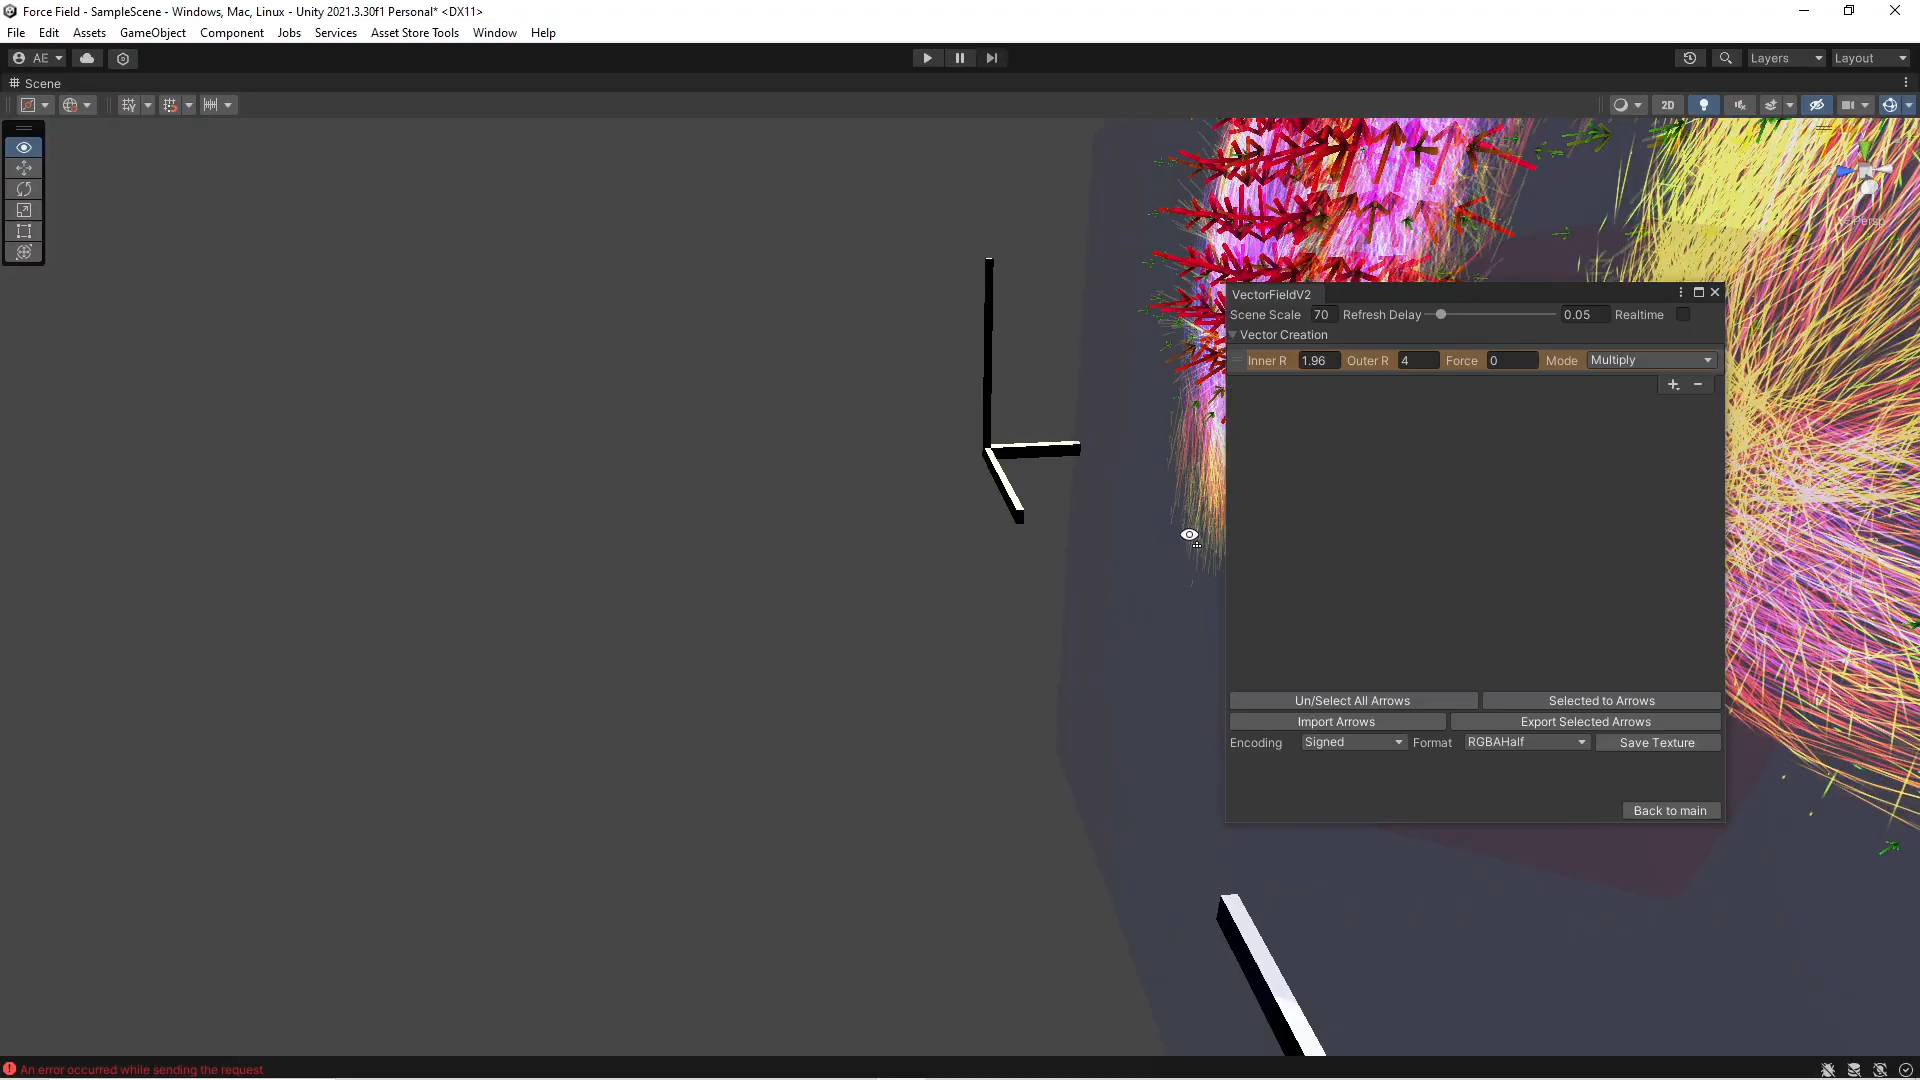 Force Field - SampleScene - Windows, Mac, Linux - Unity 2021.3.30f1 Personal* <DX11>
File Edit Assets GameObject Component Jobs Services Asset Store Tools Window Help
AE Layers Layout
Scene
2D
Persp
VectorFieldV2
Scene Scale 70 Refresh Delay 0.05 Realtime
Vector Creation
Inner R 1.96 Outer R 4 Force 0 Mode Multiply
Un/Select All Arrows Selected to Arrows
Import Arrows Export Selected Arrows
Encoding Signed Format RGBAHalf Save Texture
Back to main
An error occurred while sending the request